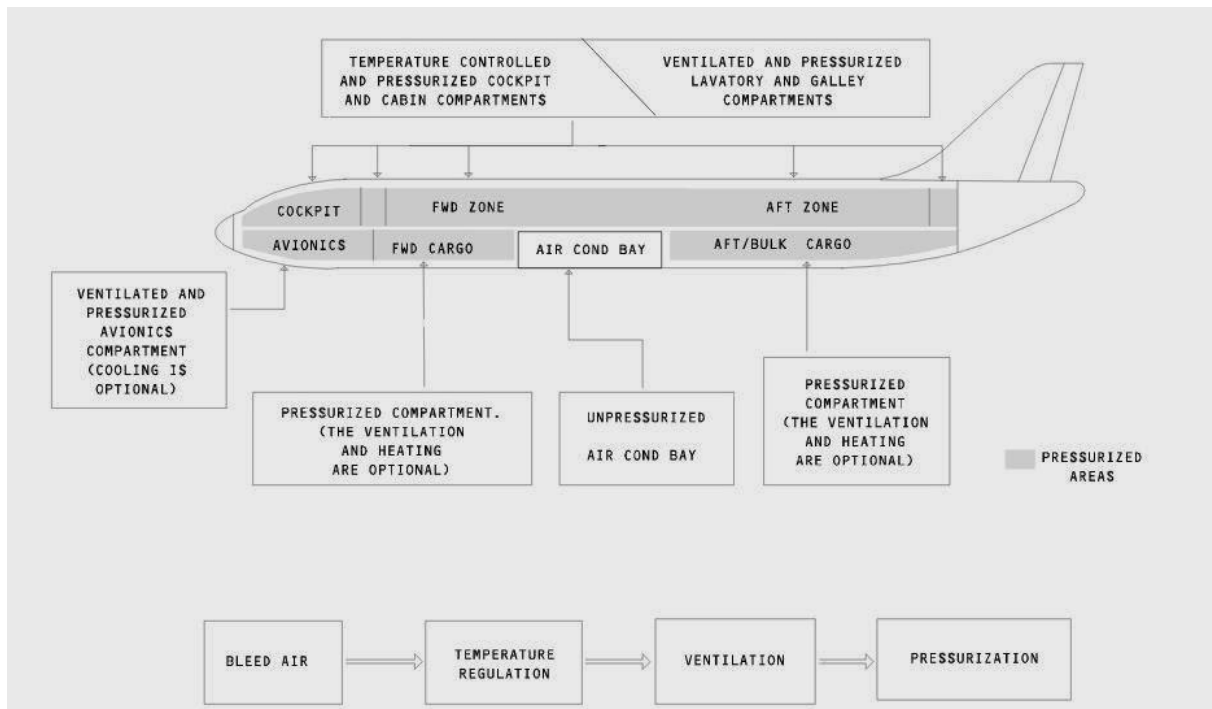 TEMPERATURE CONTROLLED
AND PRESSURIZED COCKPIT
AND CABIN COMPARTMENTS
VENTILATED AND PRESSURIZED
LAVATORY AND GALLEY
COMPARTMENTS
COCKPIT
FWD ZONE
AFT ZONE
AVIONICS
FWD CARGO
AIR COND BAY
AFT/BULK CARGO
VENTILATED AND
PRESSURIZED
AVIONICS
COMPARTMENT
(COOLING IS
OPTIONAL)
PRESSURIZED COMPARTMENT.
(THE VENTILATION
AND HEATING
ARE OPTIONAL)
UNPRESSURIZED
AIR COND BAY
PRESSURIZED
COMPARTMENT
(THE VENTILATION
AND HEATING
ARE OPTIONAL)
PRESSURIZED
AREAS
BLEED AIR
TEMPERATURE
REGULATION
VENTILATION
PRESSURIZATION